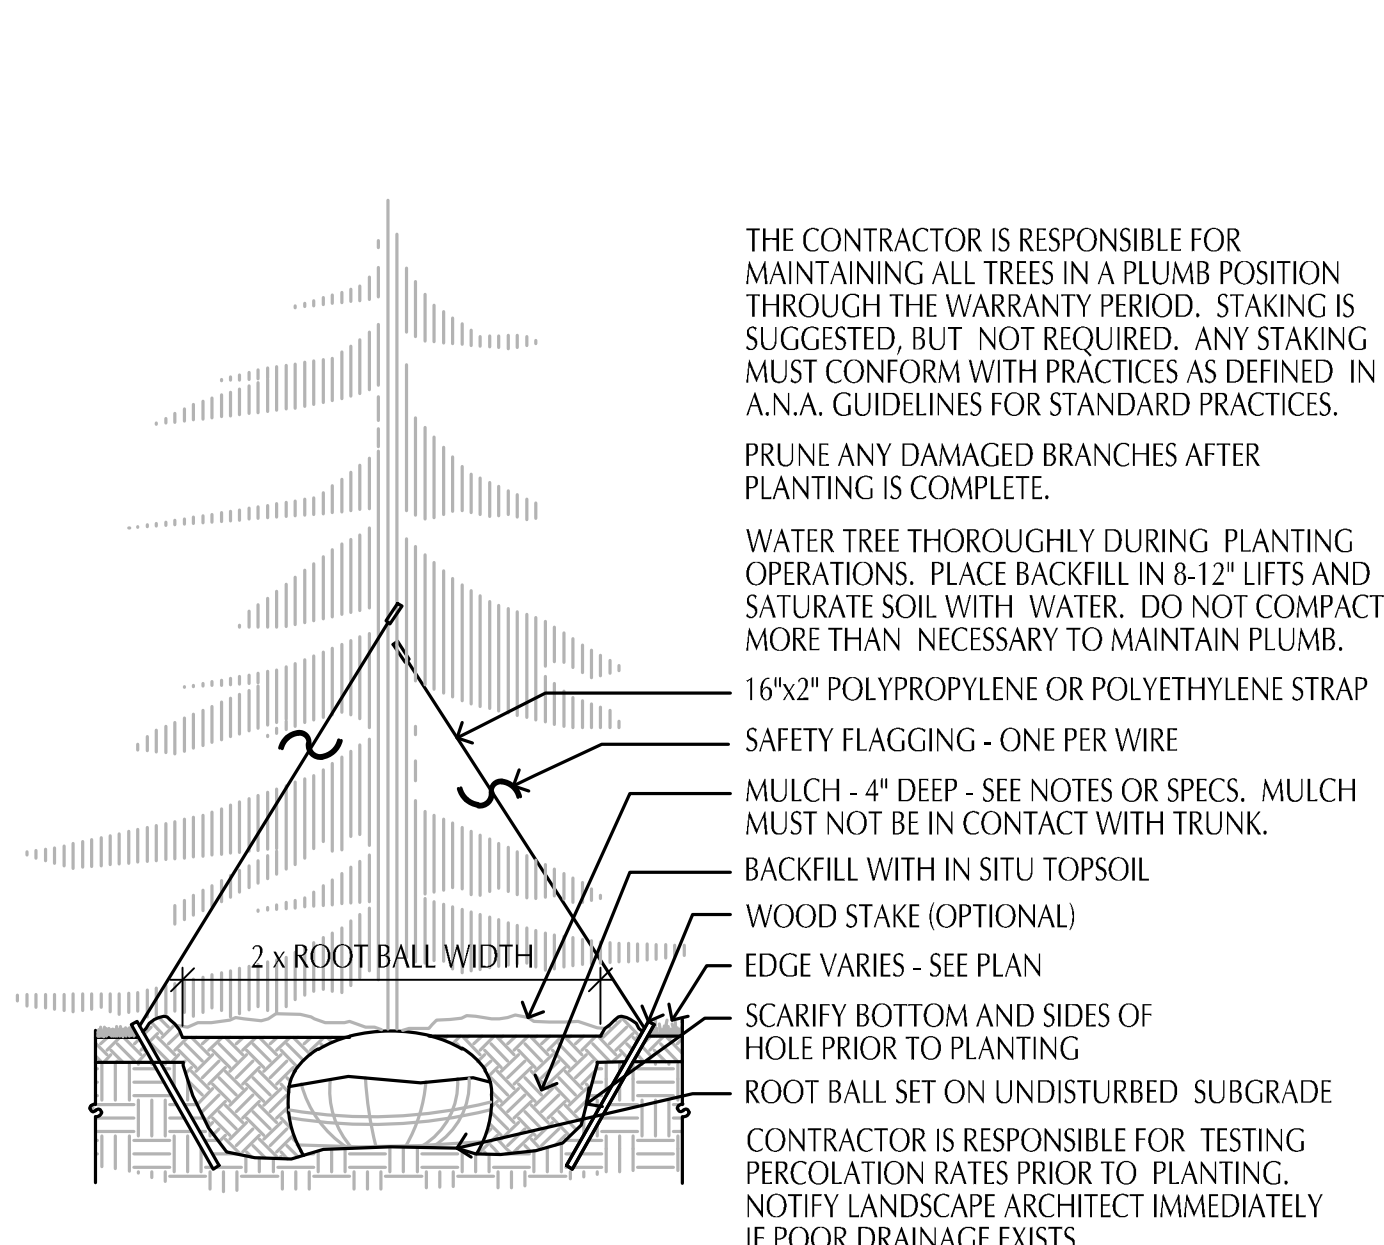 THE CONTRACTOR IS RESPONSIBLE FOR
MAINTAINING ALL TREES IN A PLUMB POSITION
THROUGH THE WARRANTY PERIOD.  STAKING IS
SUGGESTED, BUT  NOT REQUIRED.  ANY STAKING
MUST CONFORM WITH PRACTICES AS DEFINED  IN
A.N.A. GUIDELINES FOR STANDARD PRACTICES.
PRUNE ANY DAMAGED BRANCHES AFTER
PLANTING IS COMPLETE.
WATER TREE THOROUGHLY DURING  PLANTING
OPERATIONS.  PLACE BACKFILL IN 8-12" LIFTS AND
SATURATE SOIL WITH  WATER.  DO NOT COMPACT
MORE THAN  NECESSARY TO MAINTAIN PLUMB.
16"x2" POLYPROPYLENE OR POLYETHYLENE STRAP
SAFETY FLAGGING - ONE PER WIRE
MULCH - 4" DEEP - SEE NOTES OR SPECS.  MULCH
MUST NOT BE IN CONTACT WITH TRUNK.
BACKFILL WITH IN SITU TOPSOIL
WOOD STAKE (OPTIONAL)
2 x ROOT BALL WIDTH
EDGE VARIES - SEE PLAN
SCARIFY BOTTOM AND SIDES OF
HOLE PRIOR TO PLANTING
ROOT BALL SET ON UNDISTURBED  SUBGRADE
CONTRACTOR IS RESPONSIBLE FOR  TESTING
PERCOLATION RATES PRIOR TO  PLANTING.
NOTIFY LANDSCAPE ARCHITECT IMMEDIATELY
IF POOR DRAINAGE EXISTS